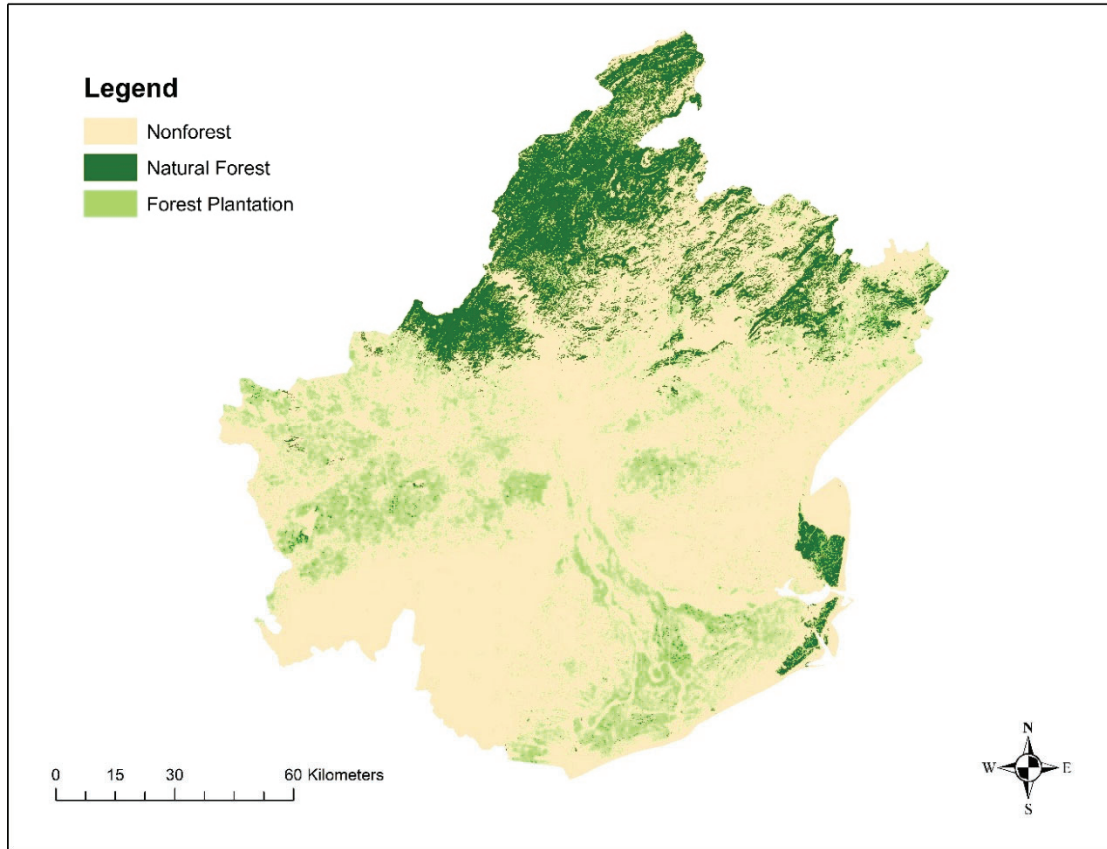 Legend
Nonforest
Natural Forest
Forest Plantation
0 15 30 60 Kilometers
N
W E
S